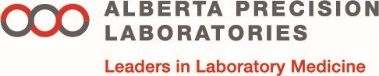 ALBERTA PRECISION
LABORATORIES
Leaders in Laboratory Medicine